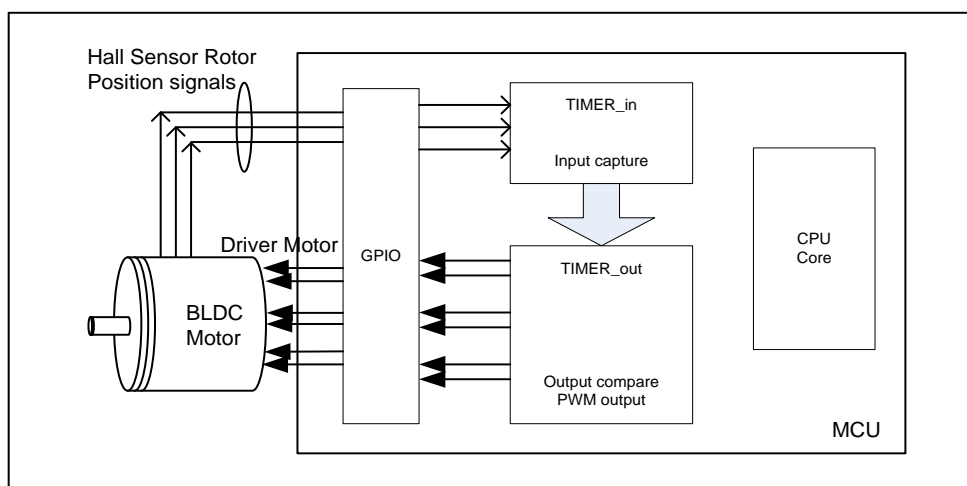 Hall Sensor Rotor
Position signals
TIMER_in
Input capture
Driver Motor
GPIO
TIMER_out
CPU
Core
BLDC
Motor
Output compare
PWM output
MCU